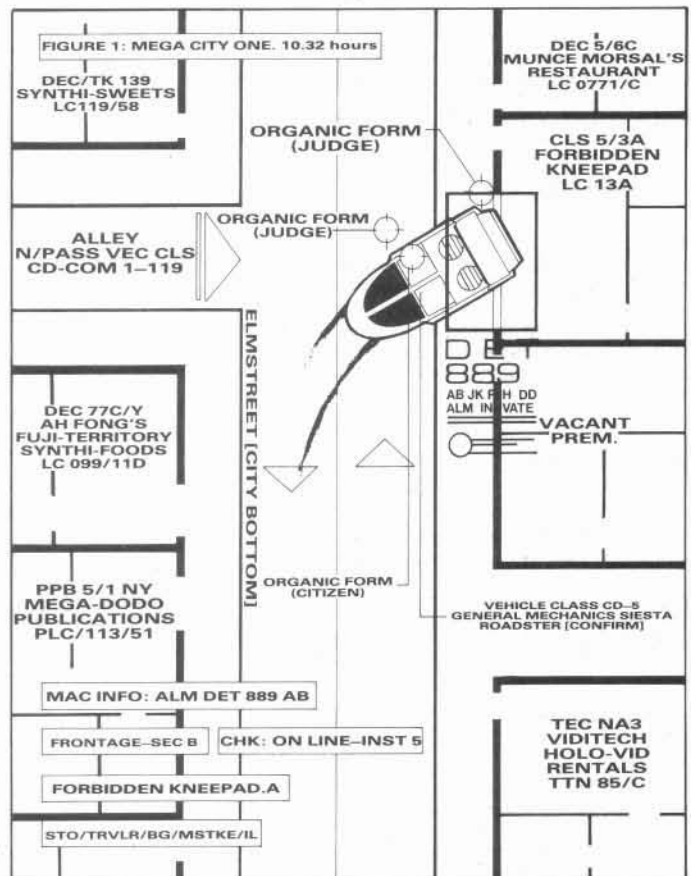 FIGURE 1: MEGA CITY ONE. 10.32 hours
DEC/TK 139
SYNTHI-SWEETS
LC119/58
DEC 5/6C
MUNCE MORSAL'S
RESTAURANT
LC 0771/C
ORGANIC FORM
(JUDGE)
CLS 5/3A
FORBIDDEN
KNEEPAD
LC 13A
ORGANIC FORM
(JUDGE)
ALLEY
N/PASS VEC CLS
CD-COM 1–119
ELMSTREET [CITY BOTTOM]
DET
889
AB JK H DD
ALM IN VATE
VACANT
PREM.
DEC 77C/Y
AH FONG'S
FUJI-TERRITORY
SYNTHI-FOODS
LC 099/11D
ORGANIC FORM
(CITIZEN)
VEHICLE CLASS CD–5
GENERAL MECHANICS SIESTA
ROADSTER [CONFIRM]
PPB 5/1 NY
MEGA-DODO
PUBLICATIONS
PLC/113/51
MAC INFO: ALM DET 889 AB
FRONTAGE–SEC B
CHK: ON LINE–INST 5
FORBIDDEN KNEEPAD.A
STO/TRVLR/BG/MSTKE/IL
TEC NA3
VIDITECH
HOLO-VID
RENTALS
TTN 85/C